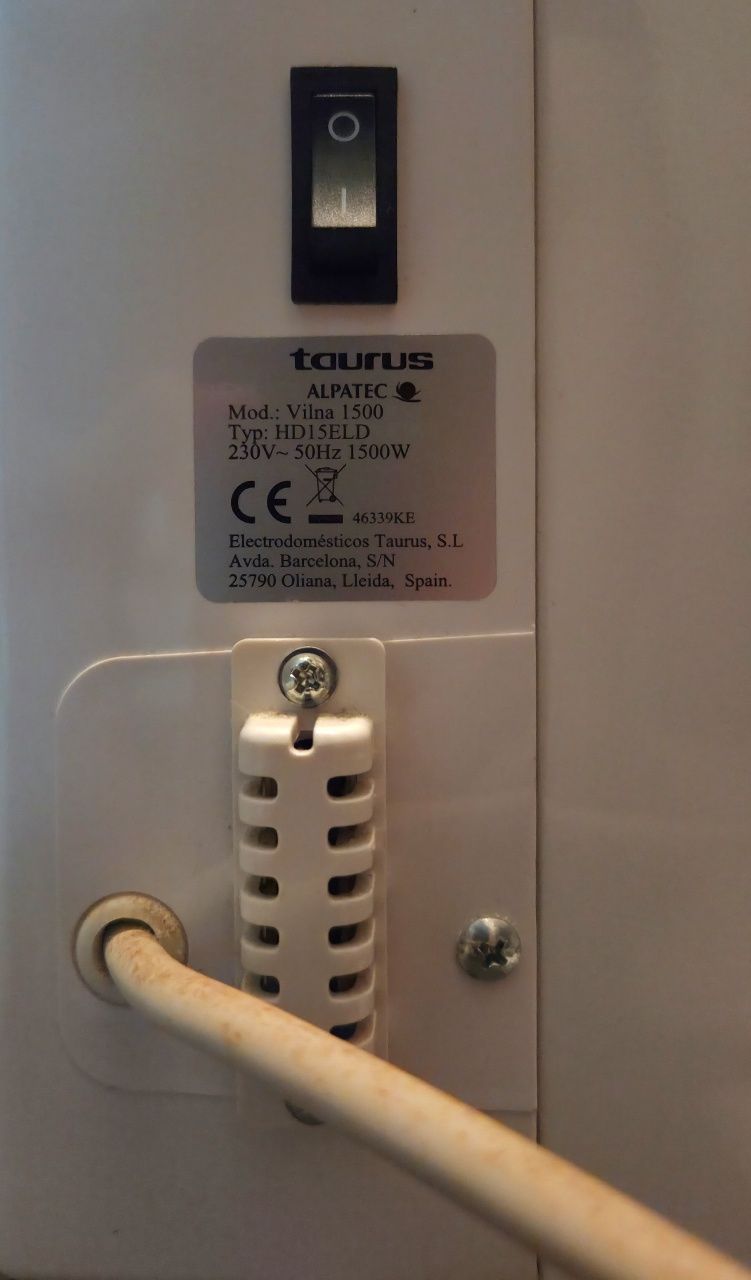 O
I
taurus
ALPATEC
Mod.: Vilna 1500
Typ: HD15ELD
230V~ 50Hz 1500W
CE
46339KE
Electrodomésticos Taurus, S.L
Avda. Barcelona, S/N
25790 Oliana, Lleida, Spain.